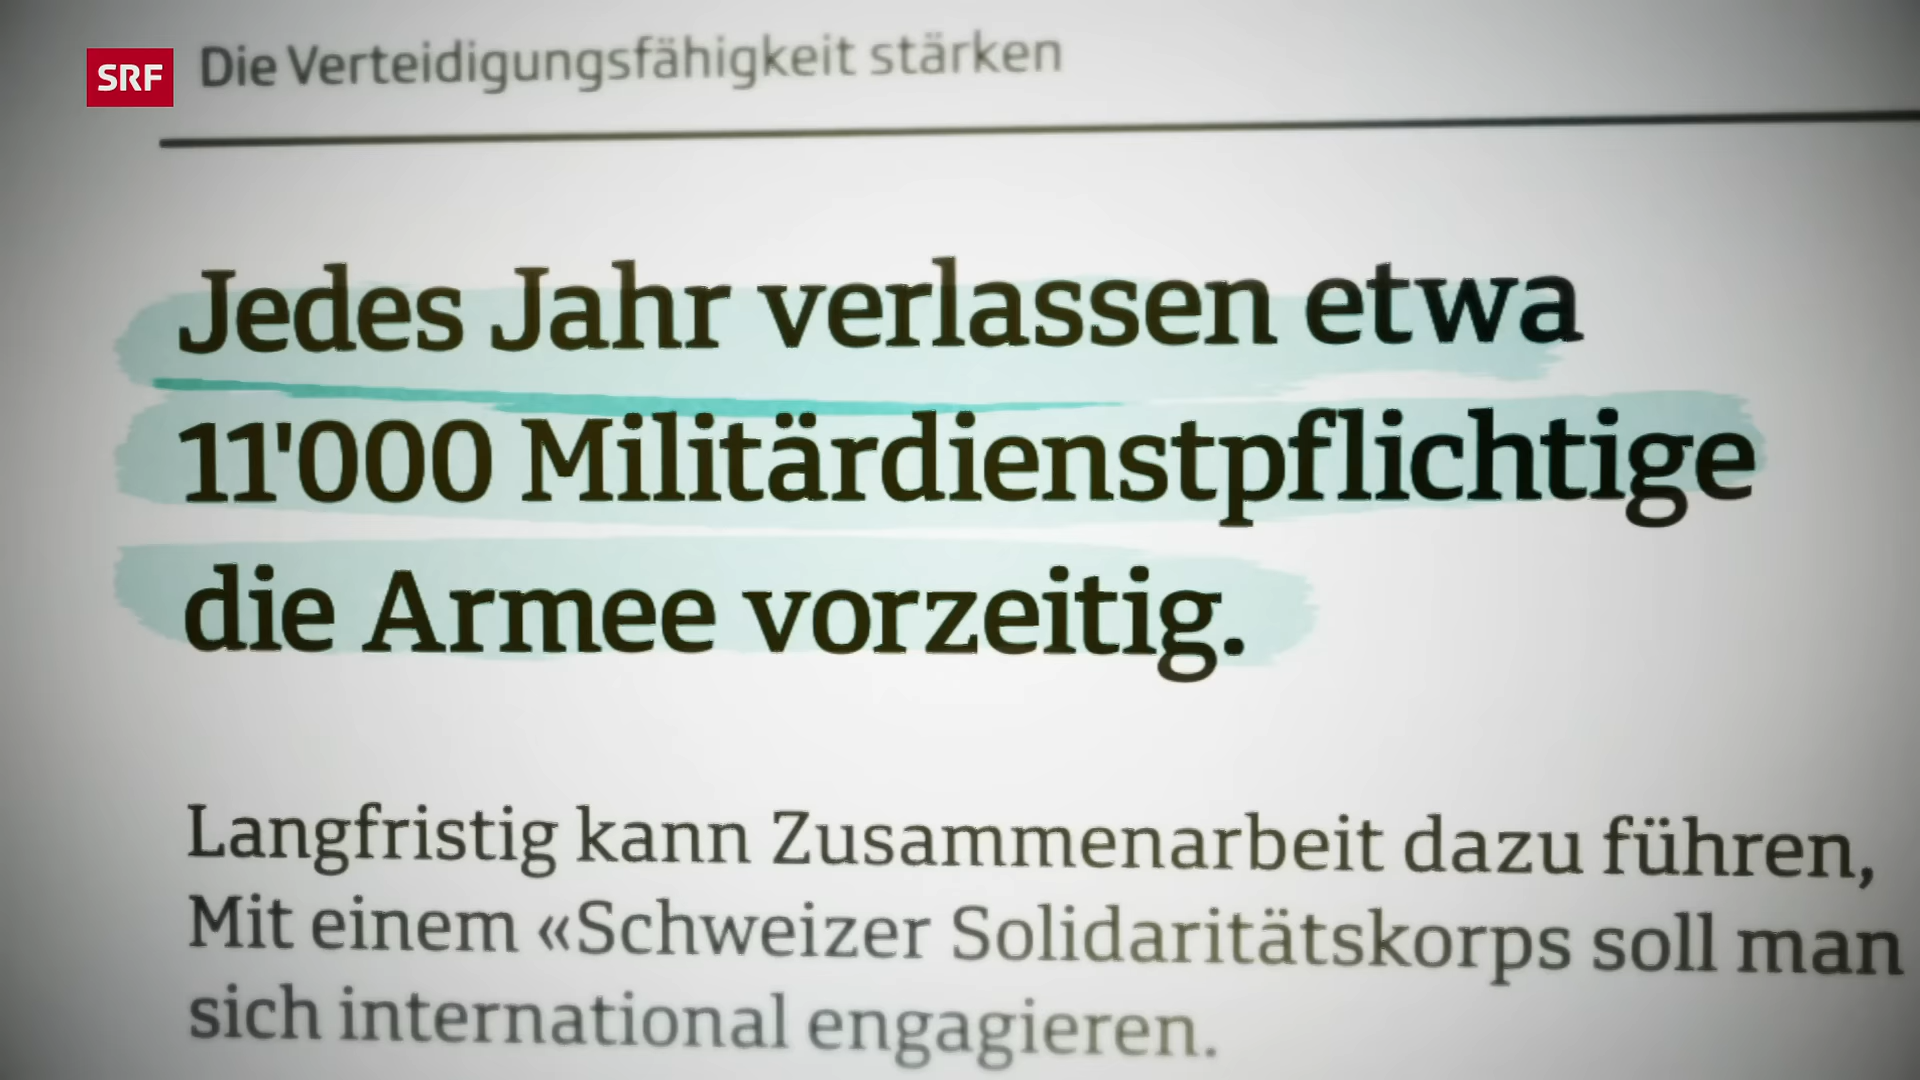 SRF
Die Verteidigungsfähigkeit stärken
Jedes Jahr verlassen etwa
11'000 Militärdienstpflichtige
die Armee vorzeitig.
Langfristig kann Zusammenarbeit dazu führen,
Mit einem «Schweizer Solidaritätskorps soll man
sich international engagieren.